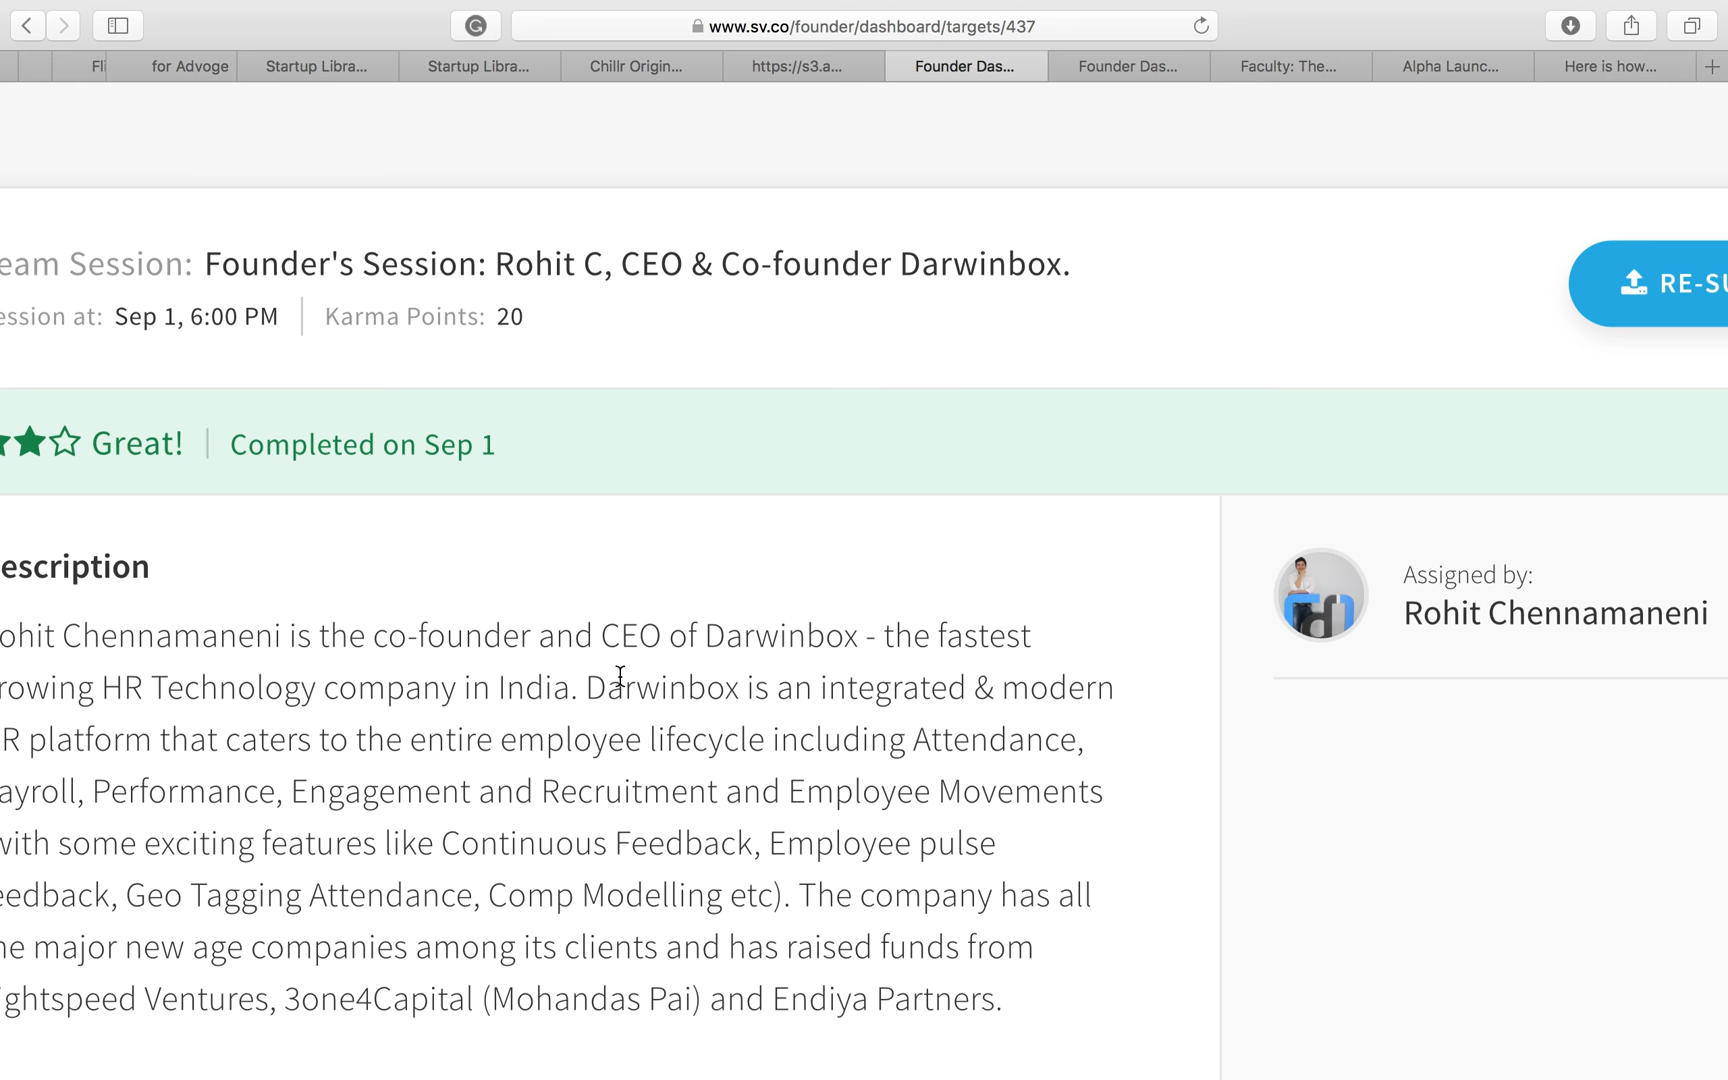 www.sv.co/founder/dashboard/targets/437
Fli
for Advoge
Startup Libra...
Startup Libra...
Chillr Origin...
https://s3.a...
Founder Das...
Founder Das...
Faculty: The...
Alpha Launc...
Here is how...
eam Session: Founder's Session: Rohit C, CEO & Co-founder Darwinbox.
ession at: Sep 1, 6:00 PM | Karma Points: 20
RE-SU
Great! | Completed on Sep 1
escription
ohit Chennamaneni is the co-founder and CEO of Darwinbox - the fastest
rowing HR Technology company in India. Darwinbox is an integrated & modern
R platform that caters to the entire employee lifecycle including Attendance,
ayroll, Performance, Engagement and Recruitment and Employee Movements
with some exciting features like Continuous Feedback, Employee pulse
eedback, Geo Tagging Attendance, Comp Modelling etc). The company has all
he major new age companies among its clients and has raised funds from
ightspeed Ventures, 3one4Capital (Mohandas Pai) and Endiya Partners.
Assigned by:
Rohit Chennamaneni